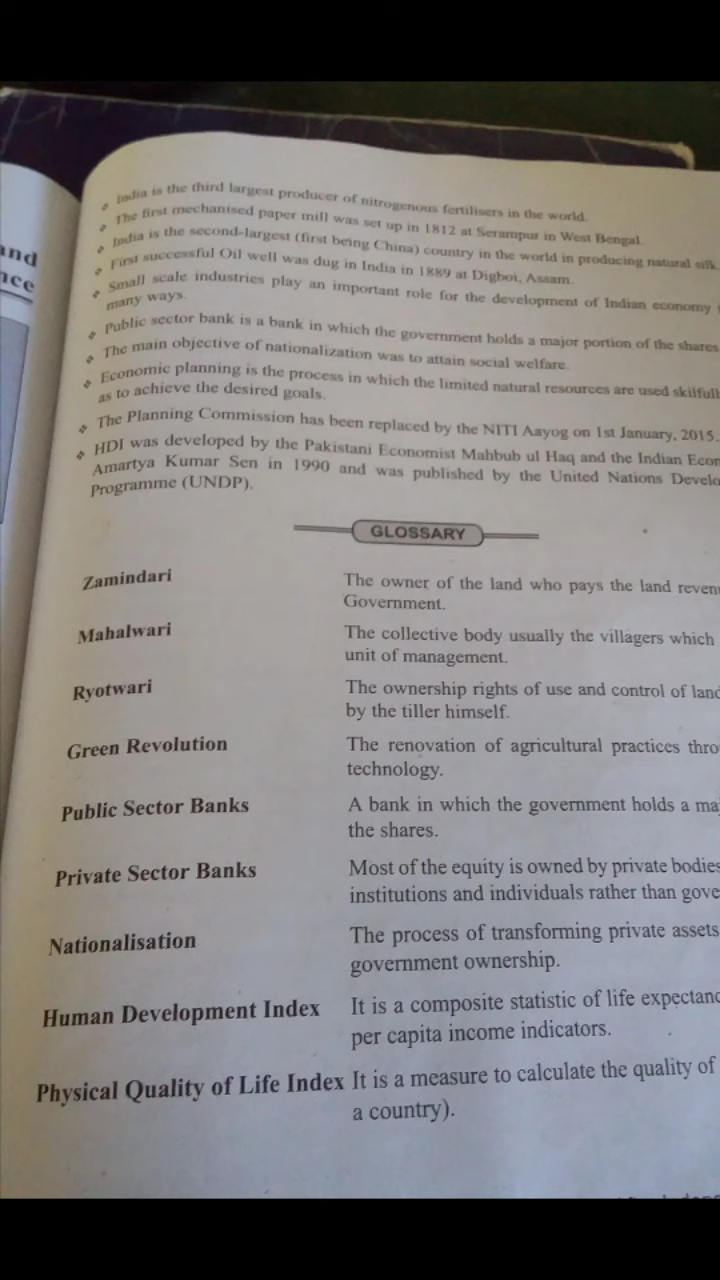 and
nce
❖ India is the third largest producer of nitrogenous fertilisers in the world.
❖ The first mechanised paper mill was set up in 1812 at Serampur in West Bengal.
❖ India is the second-largest (first being China) country in the world in producing natural silk.
❖ First successful Oil well was dug in India in 1889 at Digboi, Assam.
❖ Small scale industries play an important role for the development of Indian economy
many ways.
❖ Public sector bank is a bank in which the government holds a major portion of the shares
❖ The main objective of nationalization was to attain social welfare.
❖ Economic planning is the process in which the limited natural resources are used skilfull
as to achieve the desired goals.
❖ The Planning Commission has been replaced by the NITI Aayog on 1st January, 2015.
❖ HDI was developed by the Pakistani Economist Mahbub ul Haq and the Indian Econ
Amartya Kumar Sen in 1990 and was published by the United Nations Develo
Programme (UNDP).
GLOSSARY
Zamindari The owner of the land who pays the land reven
Government.
Mahalwari The collective body usually the villagers which
unit of management.
Ryotwari The ownership rights of use and control of land
by the tiller himself.
Green Revolution The renovation of agricultural practices thro
technology.
Public Sector Banks A bank in which the government holds a maj
the shares.
Private Sector Banks Most of the equity is owned by private bodies
institutions and individuals rather than gove
Nationalisation The process of transforming private assets
government ownership.
Human Development Index It is a composite statistic of life expectanc
per capita income indicators.
Physical Quality of Life Index It is a measure to calculate the quality of
a country).